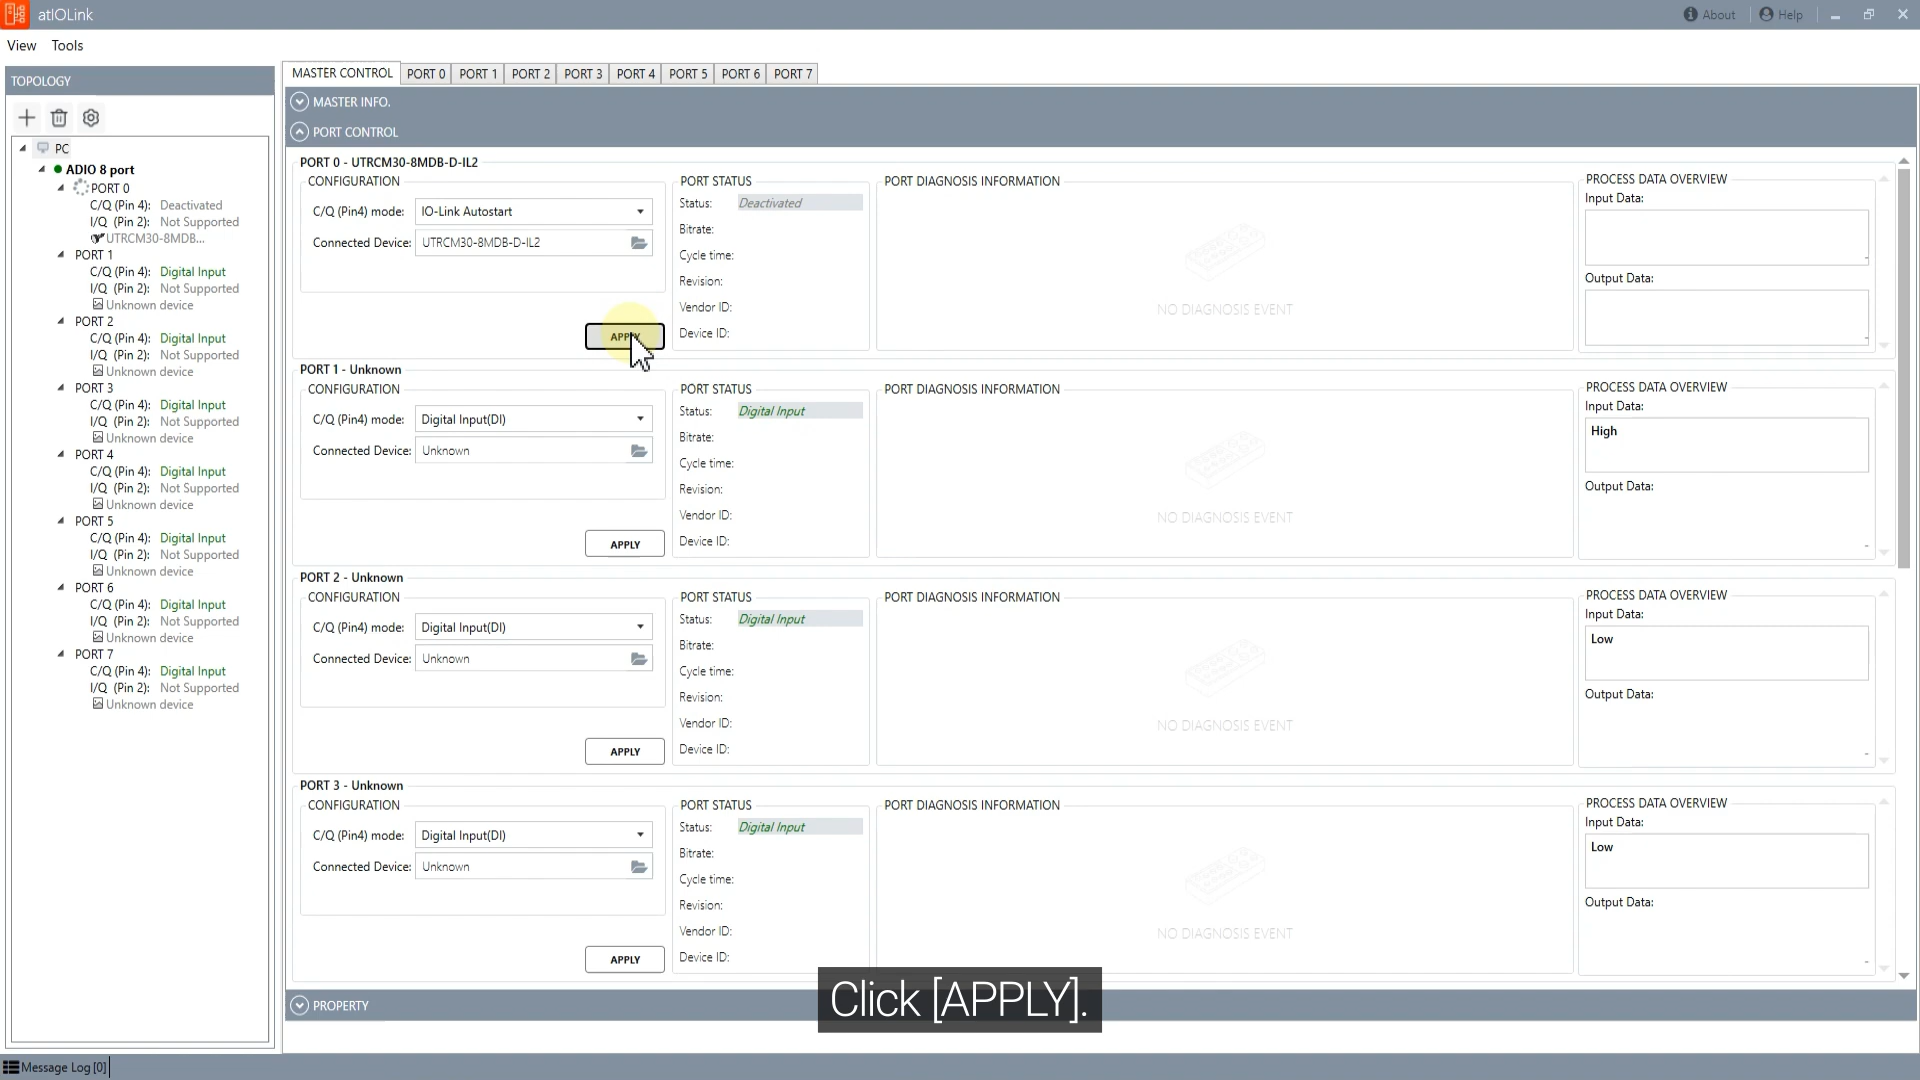 atIOLink
About
Help
View
Tools
TOPOLOGY
PC
ADIO 8 port
PORT 0
C/Q (Pin 4): Deactivated
I/Q (Pin 2): Not Supported
UTRCM30-8MDB...
PORT 1
C/Q (Pin 4): Digital Input
I/Q (Pin 2): Not Supported
Unknown device
PORT 2
C/Q (Pin 4): Digital Input
I/Q (Pin 2): Not Supported
Unknown device
PORT 3
C/Q (Pin 4): Digital Input
I/Q (Pin 2): Not Supported
Unknown device
PORT 4
C/Q (Pin 4): Digital Input
I/Q (Pin 2): Not Supported
Unknown device
PORT 5
C/Q (Pin 4): Digital Input
I/Q (Pin 2): Not Supported
Unknown device
PORT 6
C/Q (Pin 4): Digital Input
I/Q (Pin 2): Not Supported
Unknown device
PORT 7
C/Q (Pin 4): Digital Input
I/Q (Pin 2): Not Supported
Unknown device
MASTER CONTROL
PORT 0
PORT 1
PORT 2
PORT 3
PORT 4
PORT 5
PORT 6
PORT 7
MASTER INFO.
PORT CONTROL
PORT 0 - UTRCM30-8MDB-D-IL2
CONFIGURATION
C/Q (Pin4) mode: IO-Link Autostart
Connected Device: UTRCM30-8MDB-D-IL2
APPLY
PORT STATUS
Status: Deactivated
Bitrate:
Cycle time:
Revision:
Vendor ID:
Device ID:
PORT DIAGNOSIS INFORMATION
NO DIAGNOSIS EVENT
PROCESS DATA OVERVIEW
Input Data:
Output Data:
PORT 1 - Unknown
CONFIGURATION
C/Q (Pin4) mode: Digital Input(DI)
Connected Device: Unknown
APPLY
PORT STATUS
Status: Digital Input
Bitrate:
Cycle time:
Revision:
Vendor ID:
Device ID:
PORT DIAGNOSIS INFORMATION
NO DIAGNOSIS EVENT
PROCESS DATA OVERVIEW
Input Data:
High
Output Data:
PORT 2 - Unknown
CONFIGURATION
C/Q (Pin4) mode: Digital Input(DI)
Connected Device: Unknown
APPLY
PORT STATUS
Status: Digital Input
Bitrate:
Cycle time:
Revision:
Vendor ID:
Device ID:
PORT DIAGNOSIS INFORMATION
NO DIAGNOSIS EVENT
PROCESS DATA OVERVIEW
Input Data:
Low
Output Data:
PORT 3 - Unknown
CONFIGURATION
C/Q (Pin4) mode: Digital Input(DI)
Connected Device: Unknown
APPLY
PORT STATUS
Status: Digital Input
Bitrate:
Cycle time:
Revision:
Vendor ID:
Device ID:
PORT DIAGNOSIS INFORMATION
NO DIAGNOSIS EVENT
PROCESS DATA OVERVIEW
Input Data:
Low
Output Data:
PROPERTY
Click [APPLY].
Message Log [0]